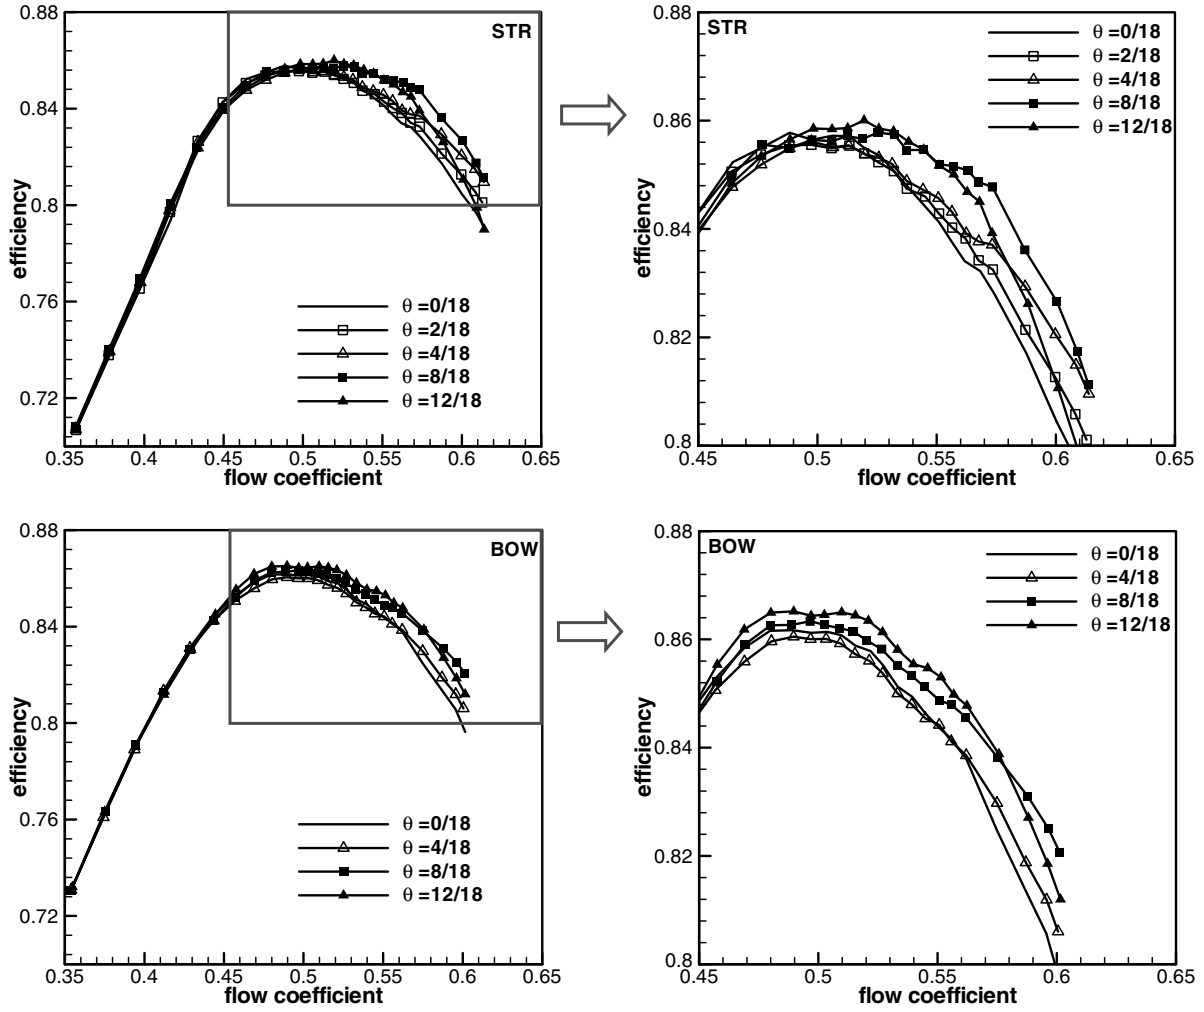 0.88
0.84
0.8
0.76
0.72
efficiency
STR
θ =0/18
θ =2/18
θ =4/18
θ =8/18
θ =12/18
0.35
0.4
0.45
0.5
0.55
0.6
0.65
flow coefficient
0.88
0.86
0.84
0.82
0.8
efficiency
STR
θ =0/18
θ =2/18
θ =4/18
θ =8/18
θ =12/18
0.45
0.5
0.55
0.6
0.65
flow coefficient
0.88
0.84
0.8
0.76
0.72
efficiency
BOW
θ =0/18
θ =4/18
θ =8/18
θ =12/18
0.35
0.4
0.45
0.5
0.55
0.6
0.65
flow coefficient
0.88
0.86
0.84
0.82
0.8
efficiency
BOW
θ =0/18
θ =4/18
θ =8/18
θ =12/18
0.45
0.5
0.55
0.6
0.65
flow coefficient